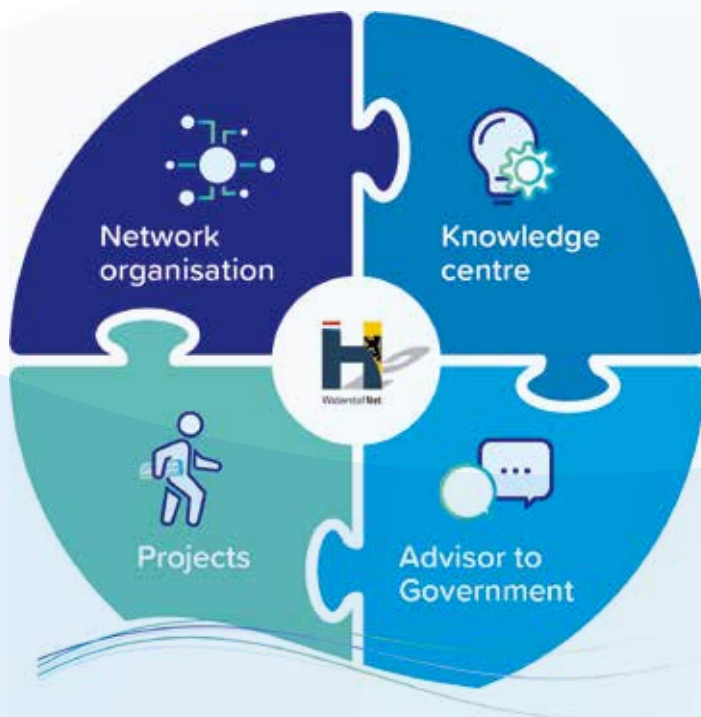 Network
organisation
Knowledge
centre
H
WaterstofNet
Projects
Advisor to
Government